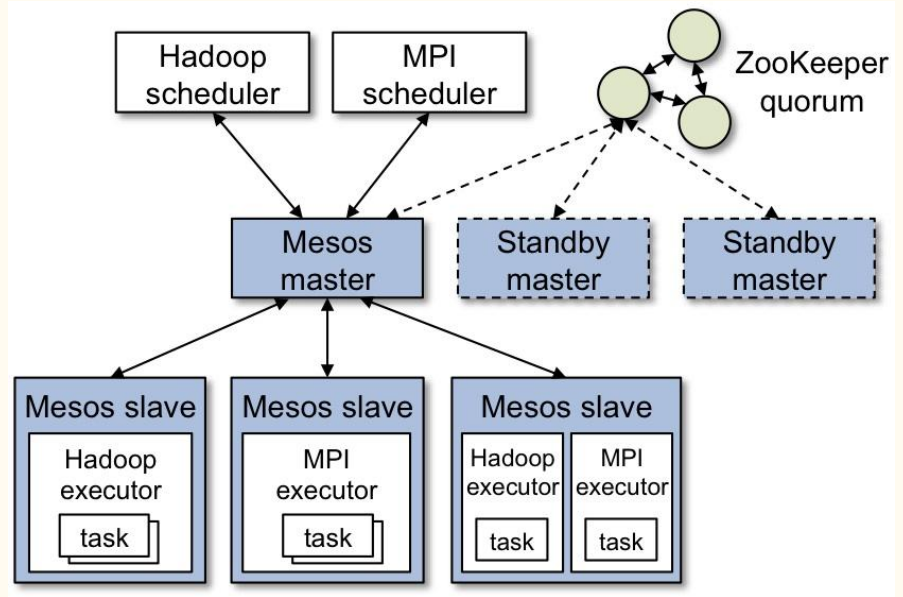 Hadoop
scheduler
MPI
scheduler
ZooKeeper
quorum
Mesos
master
Standby
master
Standby
master
Mesos slave
Hadoop
executor
task
Mesos slave
MPI
executor
task
Mesos slave
Hadoop
executor
task
MPI
executor
task